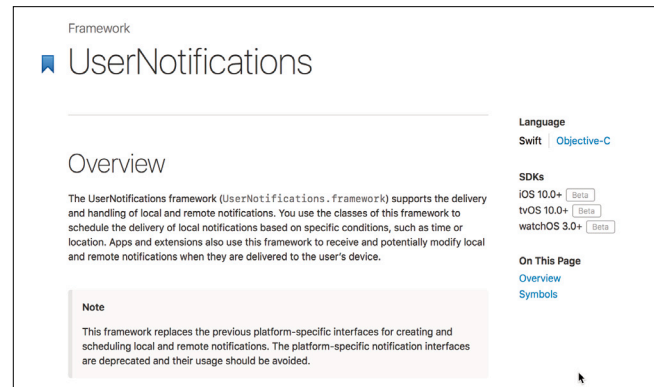 Framework
UserNotifications
Overview
The UserNotifications framework (UserNotifications.framework) supports the delivery
and handling of local and remote notifications. You use the classes of this framework to
schedule the delivery of local notifications based on specific conditions, such as time or
location. Apps and extensions also use this framework to receive and potentially modify local
and remote notifications when they are delivered to the user's device.
Note
This framework replaces the previous platform-specific interfaces for creating and
scheduling local and remote notifications. The platform-specific notification interfaces
are deprecated and their usage should be avoided.
Language
Swift Objective-C
SDKs
iOS 10.0+ Beta
tvOS 10.0+ Beta
watchOS 3.0+ Beta
On This Page
Overview
Symbols